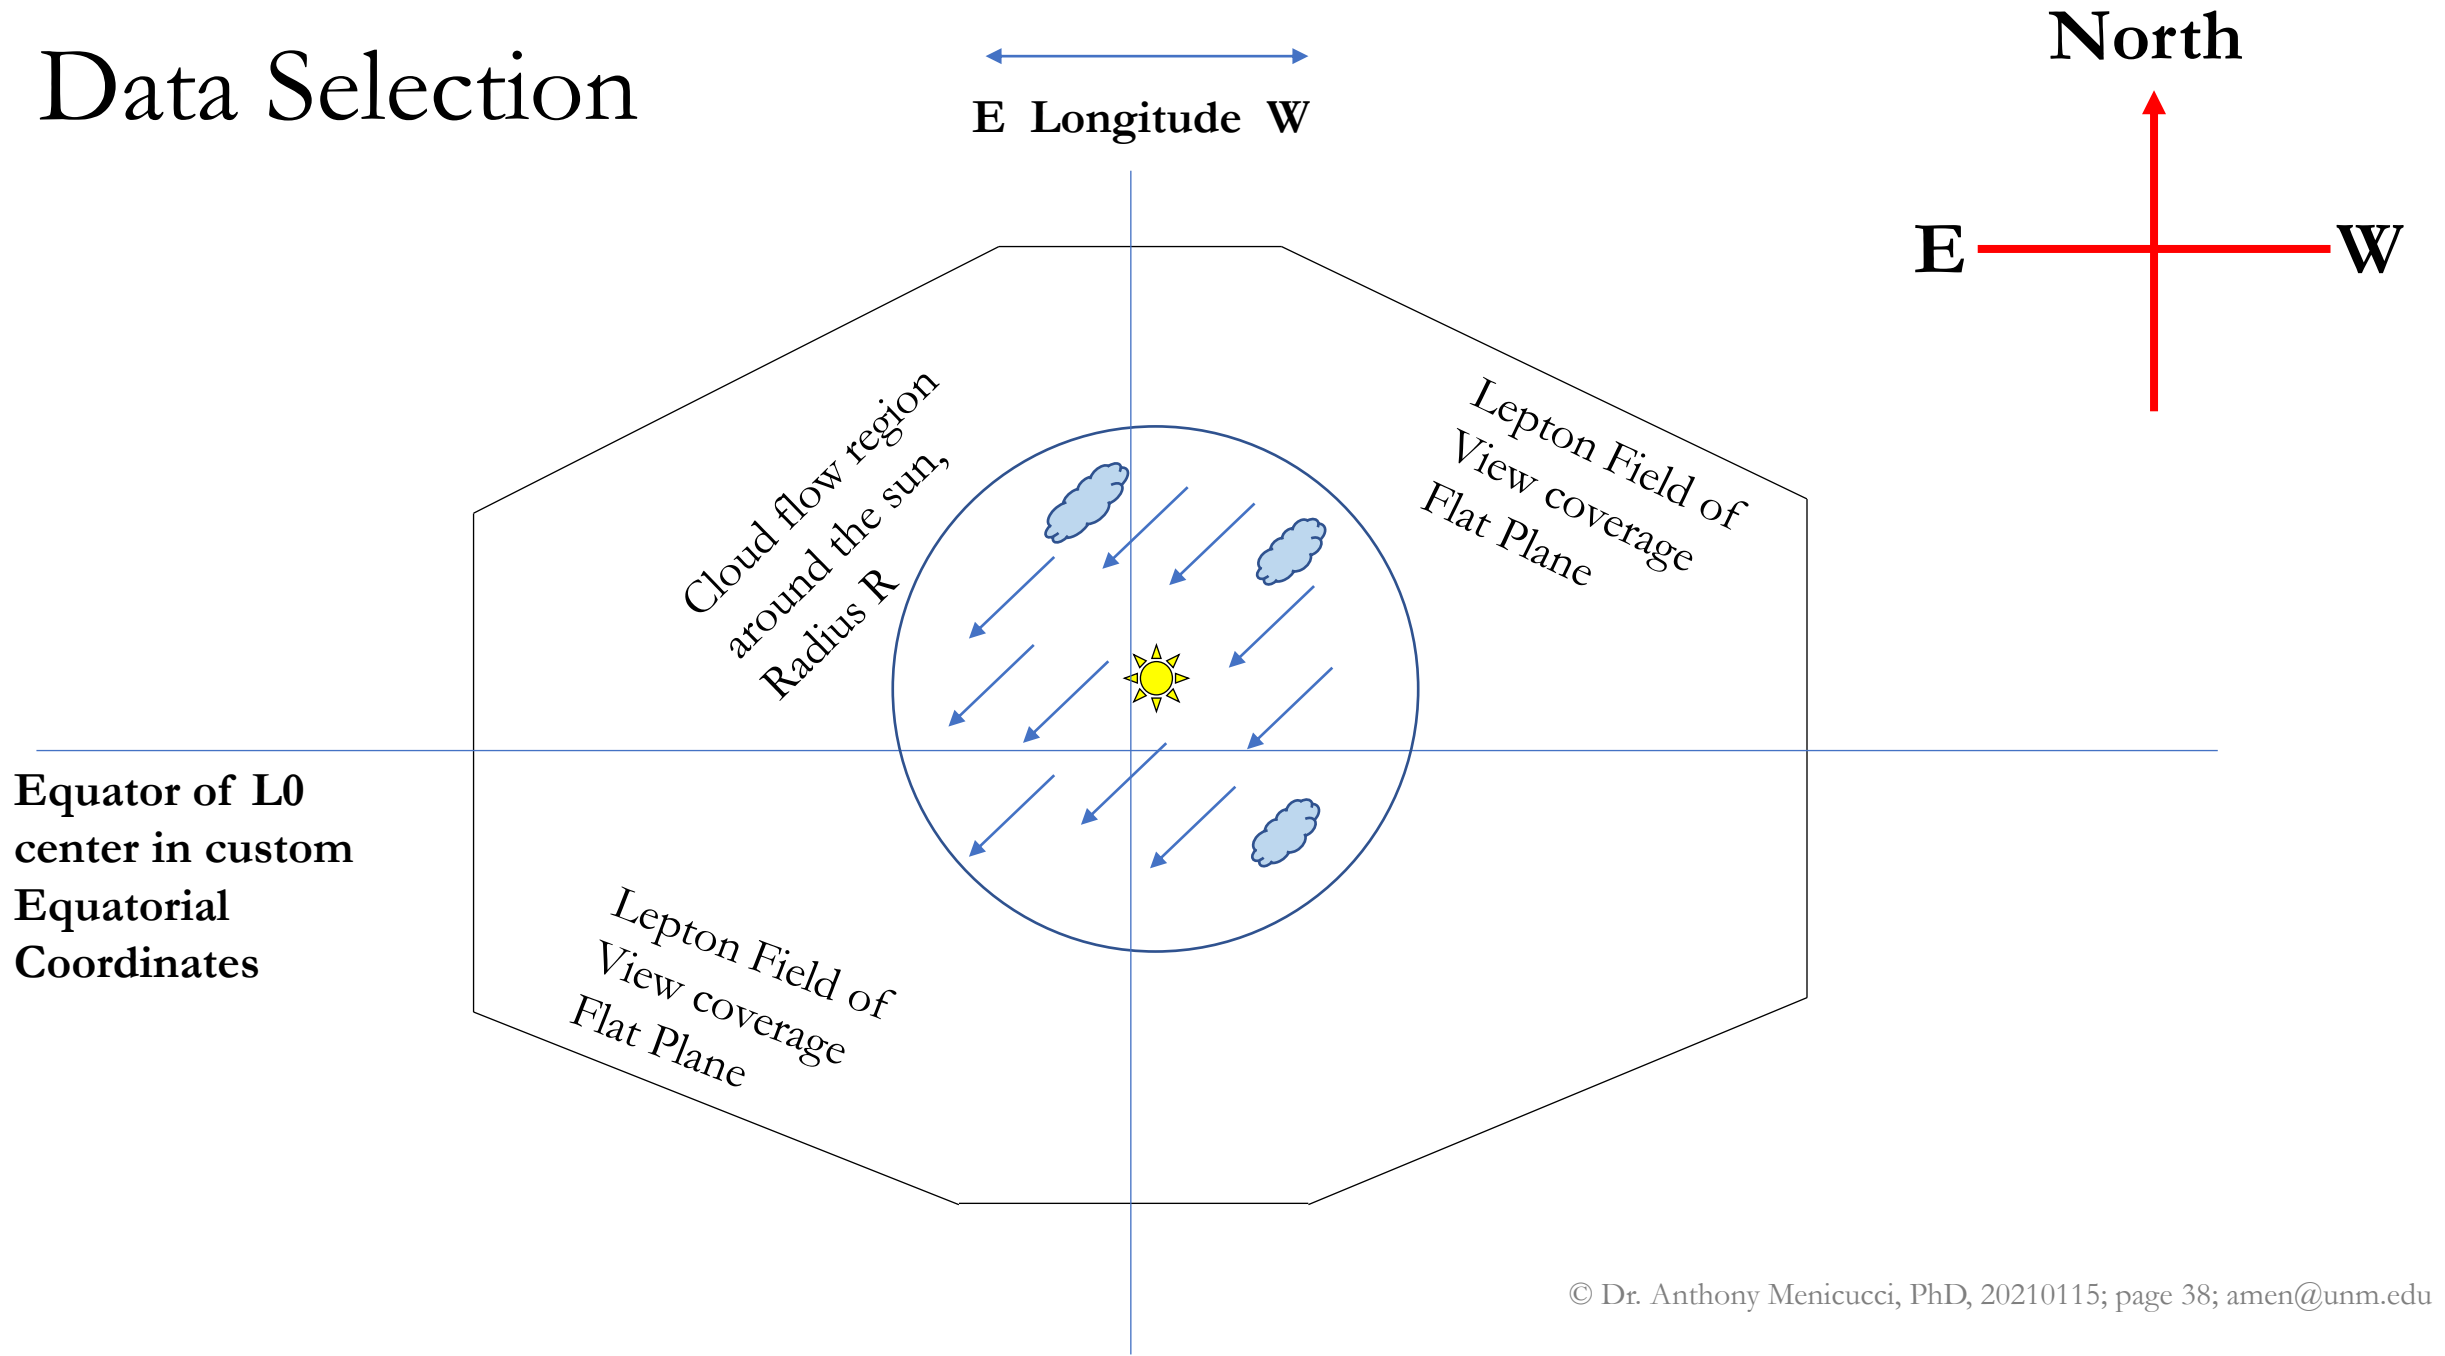 Data Selection
E Longitude W
North
E
W
Cloud flow region
around the sun,
Radius R
Lepton Field of
View coverage
Flat Plane
Equator of L0
center in custom
Equatorial
Coordinates
Lepton Field of
View coverage
Flat Plane
© Dr. Anthony Menicucci, PhD, 20210115; page 38; amen@unm.edu